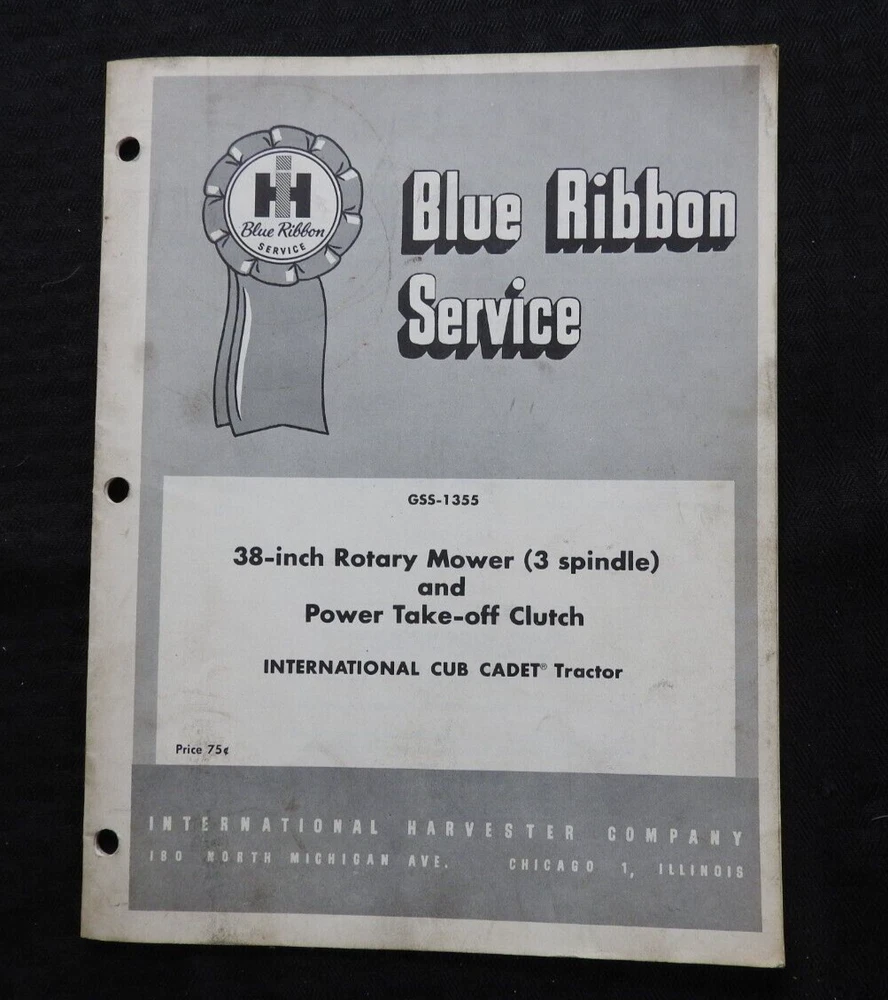 IH
Blue Ribbon
SERVICE
Blue Ribbon
Service
GSS-1355
38-inch Rotary Mower (3 spindle)
and
Power Take-off Clutch
INTERNATIONAL CUB CADET® Tractor
Price 75¢
INTERNATIONAL HARVESTER COMPANY
180 NORTH MICHIGAN AVE. CHICAGO 1, ILLINOIS